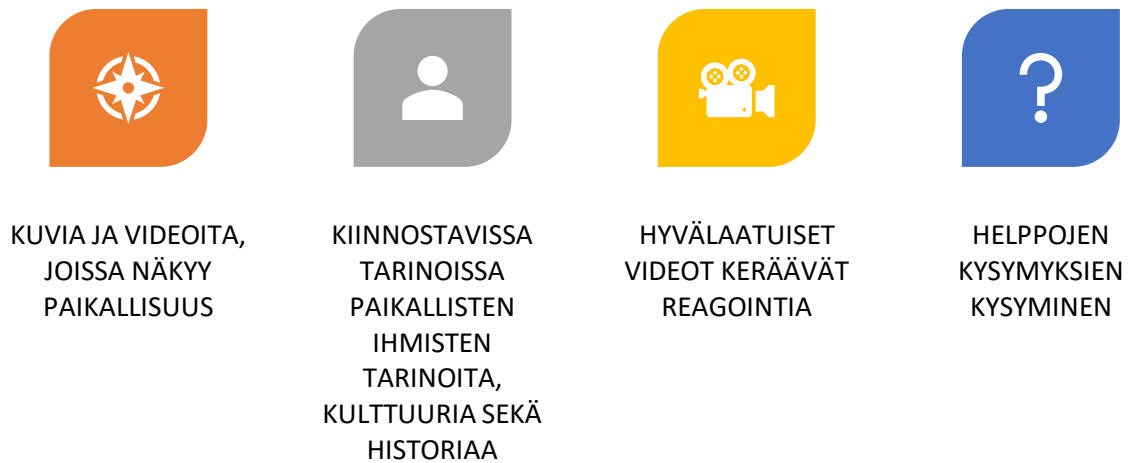 KUVIA JA VIDEOITA,
JOISSA NÄKYY
PAIKALLISUUS
KIINNOSTAVISSA
TARINOISSA
PAIKALLISTEN
IHMISTEN
TARINOITA,
KULTTUURIA SEKÄ
HISTORIAA
HYVÄLAATUISET
VIDEOT KERÄÄVÄT
REAGOINTIA
HELPPOJEN
KYSYMYKSIEN
KYSYMINEN